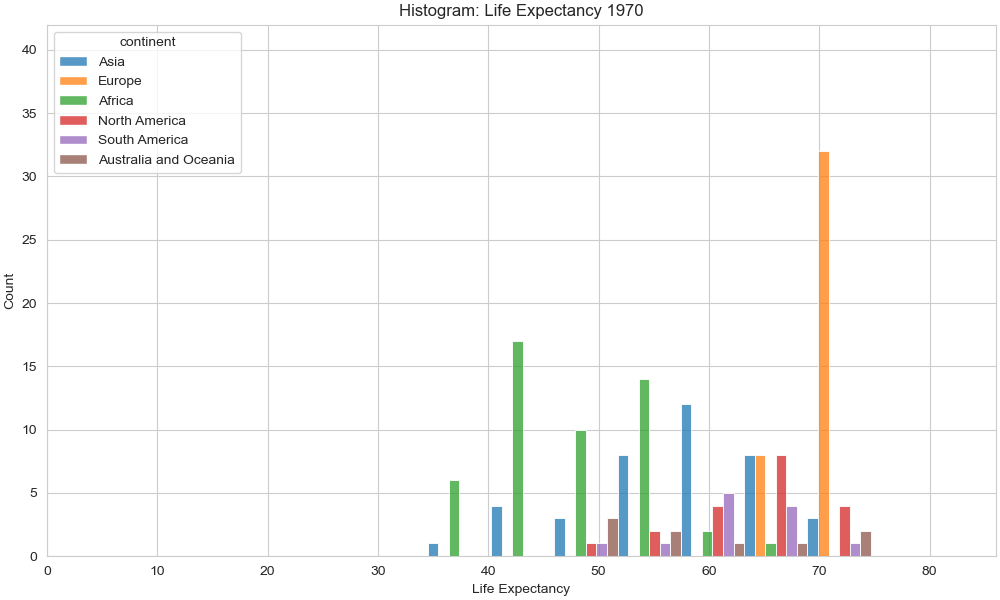 Histogram: Life Expectancy 1970
continent
Asia
Europe
Africa
North America
South America
Australia and Oceania
40
35
30
25
20
15
10
5
0
Count
0 10 20 30 40 50 60 70 80
Life Expectancy